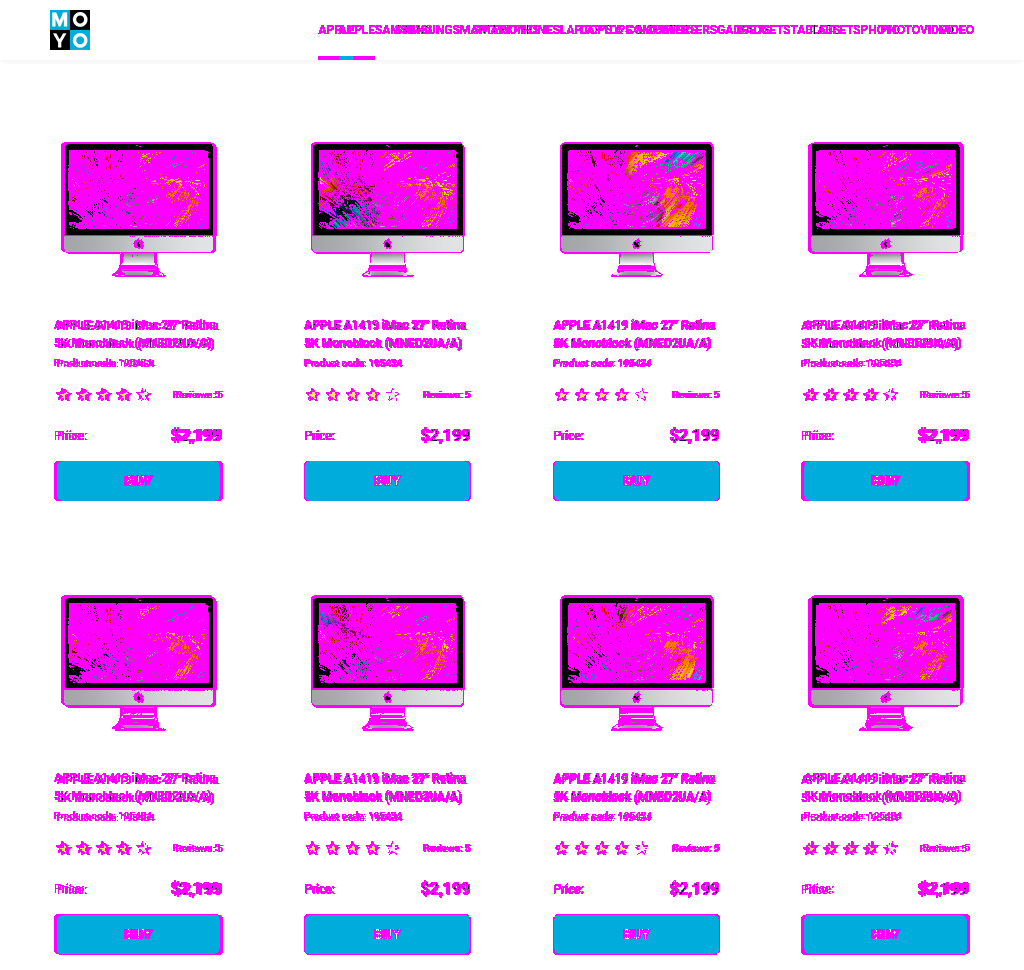 MO
YO
APPLE SAMSUNG SMARTPHONES LAPTOPS & COMPUTERS GADGETS TABLETS PHOTO VIDEO
APPLE A1419 iMac 27" Retina
5K Monoblock (MNED2UA/A)
Product code: 195434
Reviews: 5
Price: $2,199
BUY
APPLE A1419 iMac 27" Retina
5K Monoblock (MNED2UA/A)
Product code: 195434
Reviews: 5
Price: $2,199
BUY
APPLE A1419 iMac 27" Retina
5K Monoblock (MNED2UA/A)
Product code: 195434
Reviews: 5
Price: $2,199
BUY
APPLE A1419 iMac 27" Retina
5K Monoblock (MNED2UA/A)
Product code: 195434
Reviews: 5
Price: $2,199
BUY
APPLE A1419 iMac 27" Retina
5K Monoblock (MNED2UA/A)
Product code: 195434
Reviews: 5
Price: $2,199
BUY
APPLE A1419 iMac 27" Retina
5K Monoblock (MNED2UA/A)
Product code: 195434
Reviews: 5
Price: $2,199
BUY
APPLE A1419 iMac 27" Retina
5K Monoblock (MNED2UA/A)
Product code: 195434
Reviews: 5
Price: $2,199
BUY
APPLE A1419 iMac 27" Retina
5K Monoblock (MNED2UA/A)
Product code: 195434
Reviews: 5
Price: $2,199
BUY